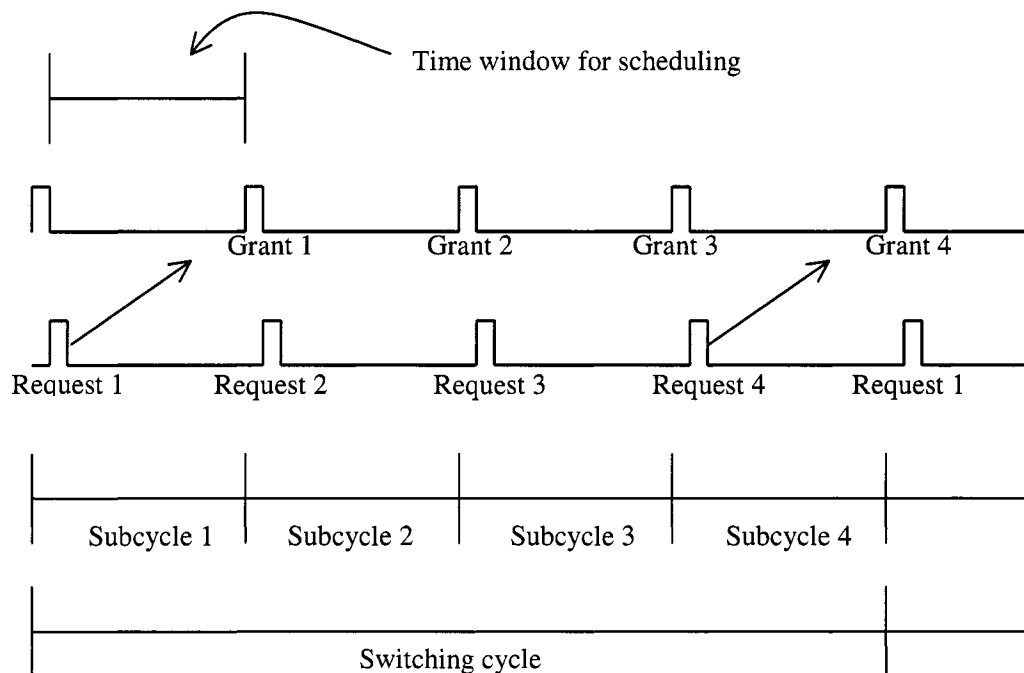 Time window for scheduling
Grant 1 Grant 2 Grant 3 Grant 4
Request 1 Request 2 Request 3 Request 4 Request 1
Subcycle 1 Subcycle 2 Subcycle 3 Subcycle 4
Switching cycle